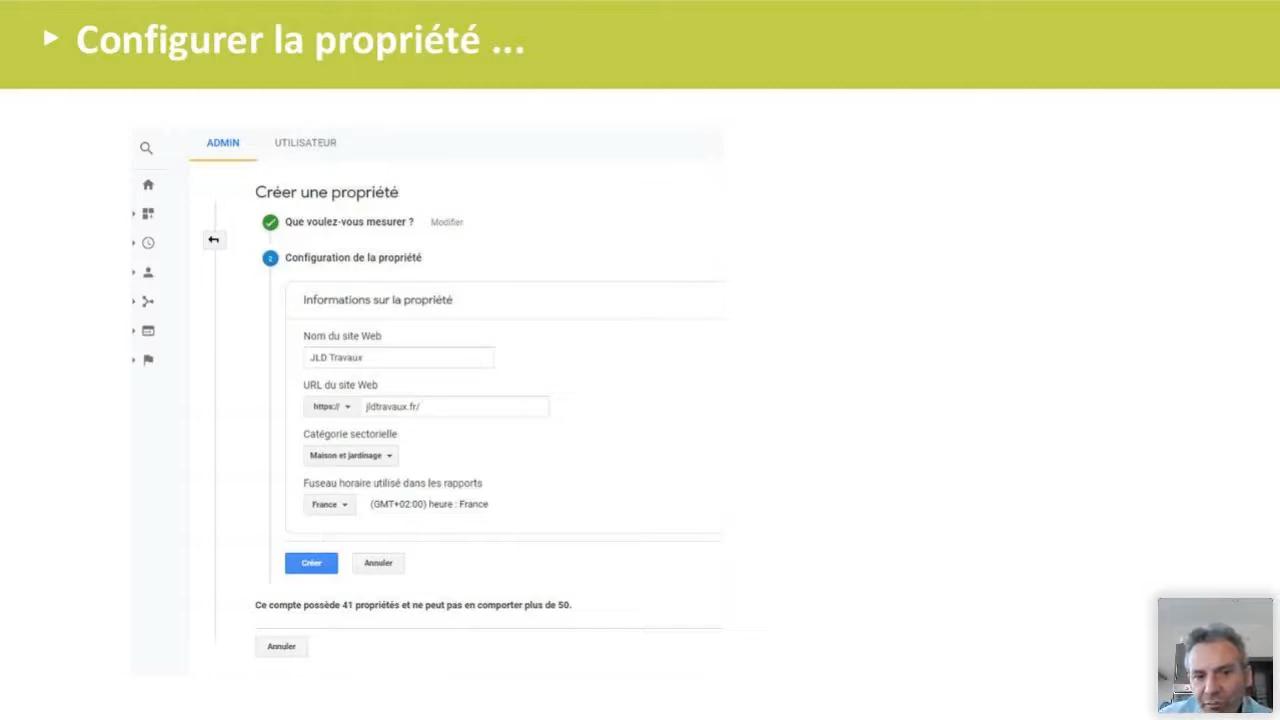 Configurer la propriété ...
ADMIN UTILISATEUR
Créer une propriété
Que voulez-vous mesurer ? Modifier
2 Configuration de la propriété
Informations sur la propriété
Nom du site Web
JLD Travaux
URL du site Web
https:// jldtravaux.fr/
Catégorie sectorielle
Maison et jardinage
Fuseau horaire utilisé dans les rapports
France (GMT+02:00) heure : France
Créer Annuler
Ce compte possède 41 propriétés et ne peut pas en comporter plus de 50.
Annuler